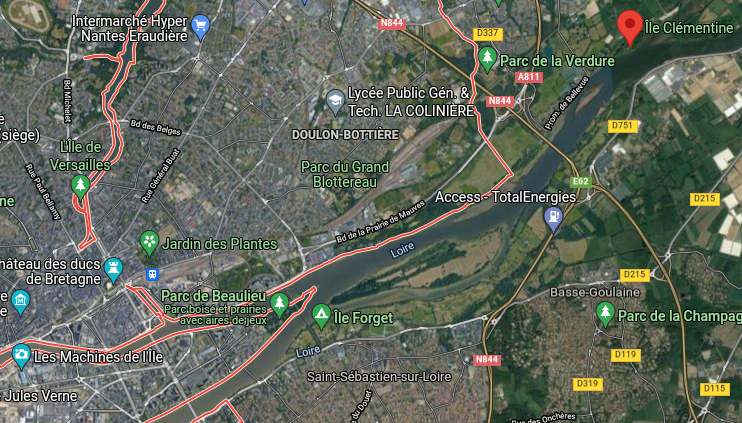 Intermarché Hyper
Nantes Eraudière
N844
D337
Île Clémentine
Parc de la Verdure
A811
Bd Michelet
Lycée Public Gén. &
Tech. LA COLINIÈRE
N844
Prom. de Bellevue
D751
(siège)
Bd des Belges
DOULON-BOTTIÈRE
L'île de
Versailles
Rue Général Buat
Parc du Grand
Blottereau
Rue Paul Bellamy
E62
ne
Access - TotalEnergies
D215
Bd de la Prairie de Mauves
Jardin des Plantes
Loire
hâteau des ducs
de Bretagne
D215
Parc de Beaulieu
Parc boisé et prairies
avec aires de jeux
Basse-Goulaine
e
e
Île Forget
Parc de la Champag
Les Machines de l'Île
Loire
N844
D119
Saint-Sébastien-sur-Loire
D319
D115
Jules Verne
du Douet
Rue des Onchères